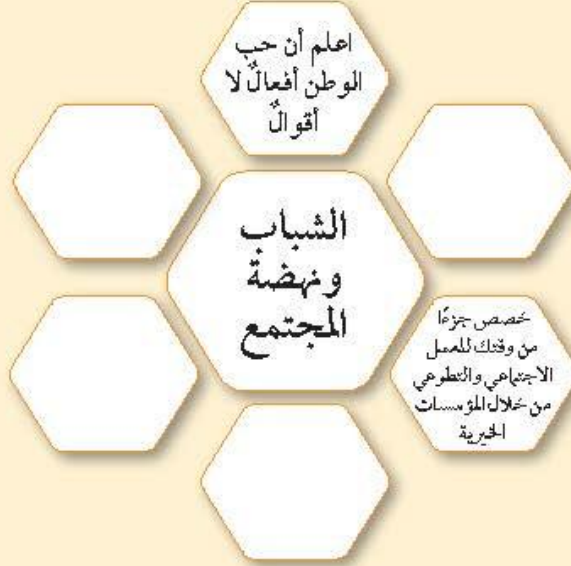 اعلم أن حب
الوطن أفعالٌ لا
أقوالٌ
الشباب
ونهضة
المجتمع
خصص جزءًا
من وقتك للعمل
الاجتماعي والتطوعي
من خلال المؤسسات
الخيرية